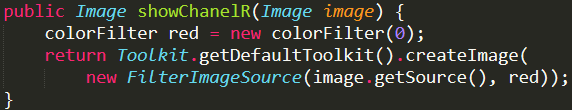 public Image showChanelR(Image image) {
    colorFilter red = new colorFilter(0);
    return Toolkit.getDefaultToolkit().createImage(
        new FilterImageSource(image.getSource(), red));
}